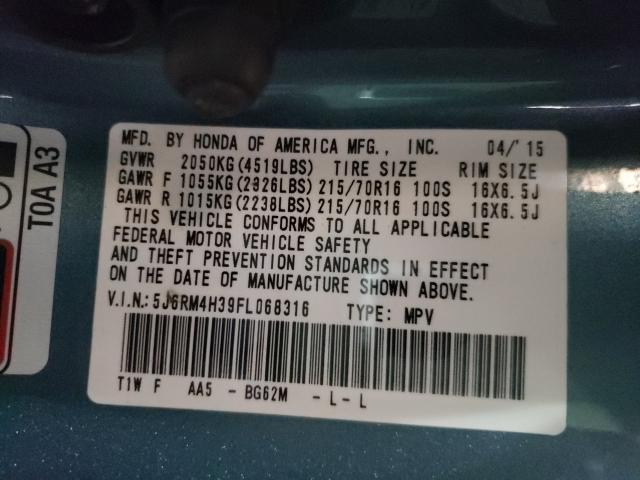 MFD. BY HONDA OF AMERICA MFG., INC. 04/'15
GVWR 2050KG(4519LBS) TIRE SIZE RIM SIZE
GAWR F 1055KG(2326LBS) 215/70R16 100S 16X6.5J
GAWR R 1015KG(2238LBS) 215/70R16 100S 16X6.5J
THIS VEHICLE CONFORMS TO ALL APPLICABLE
FEDERAL MOTOR VEHICLE SAFETY
AND THEFT PREVENTION STANDARDS IN EFFECT
ON THE DATE OF MANUFACTURE SHOWN ABOVE.
V.I.N.:5J6RM4H39FL068316 TYPE: MPV
T1W F AA5 - BG62M - L - L
T0A A3